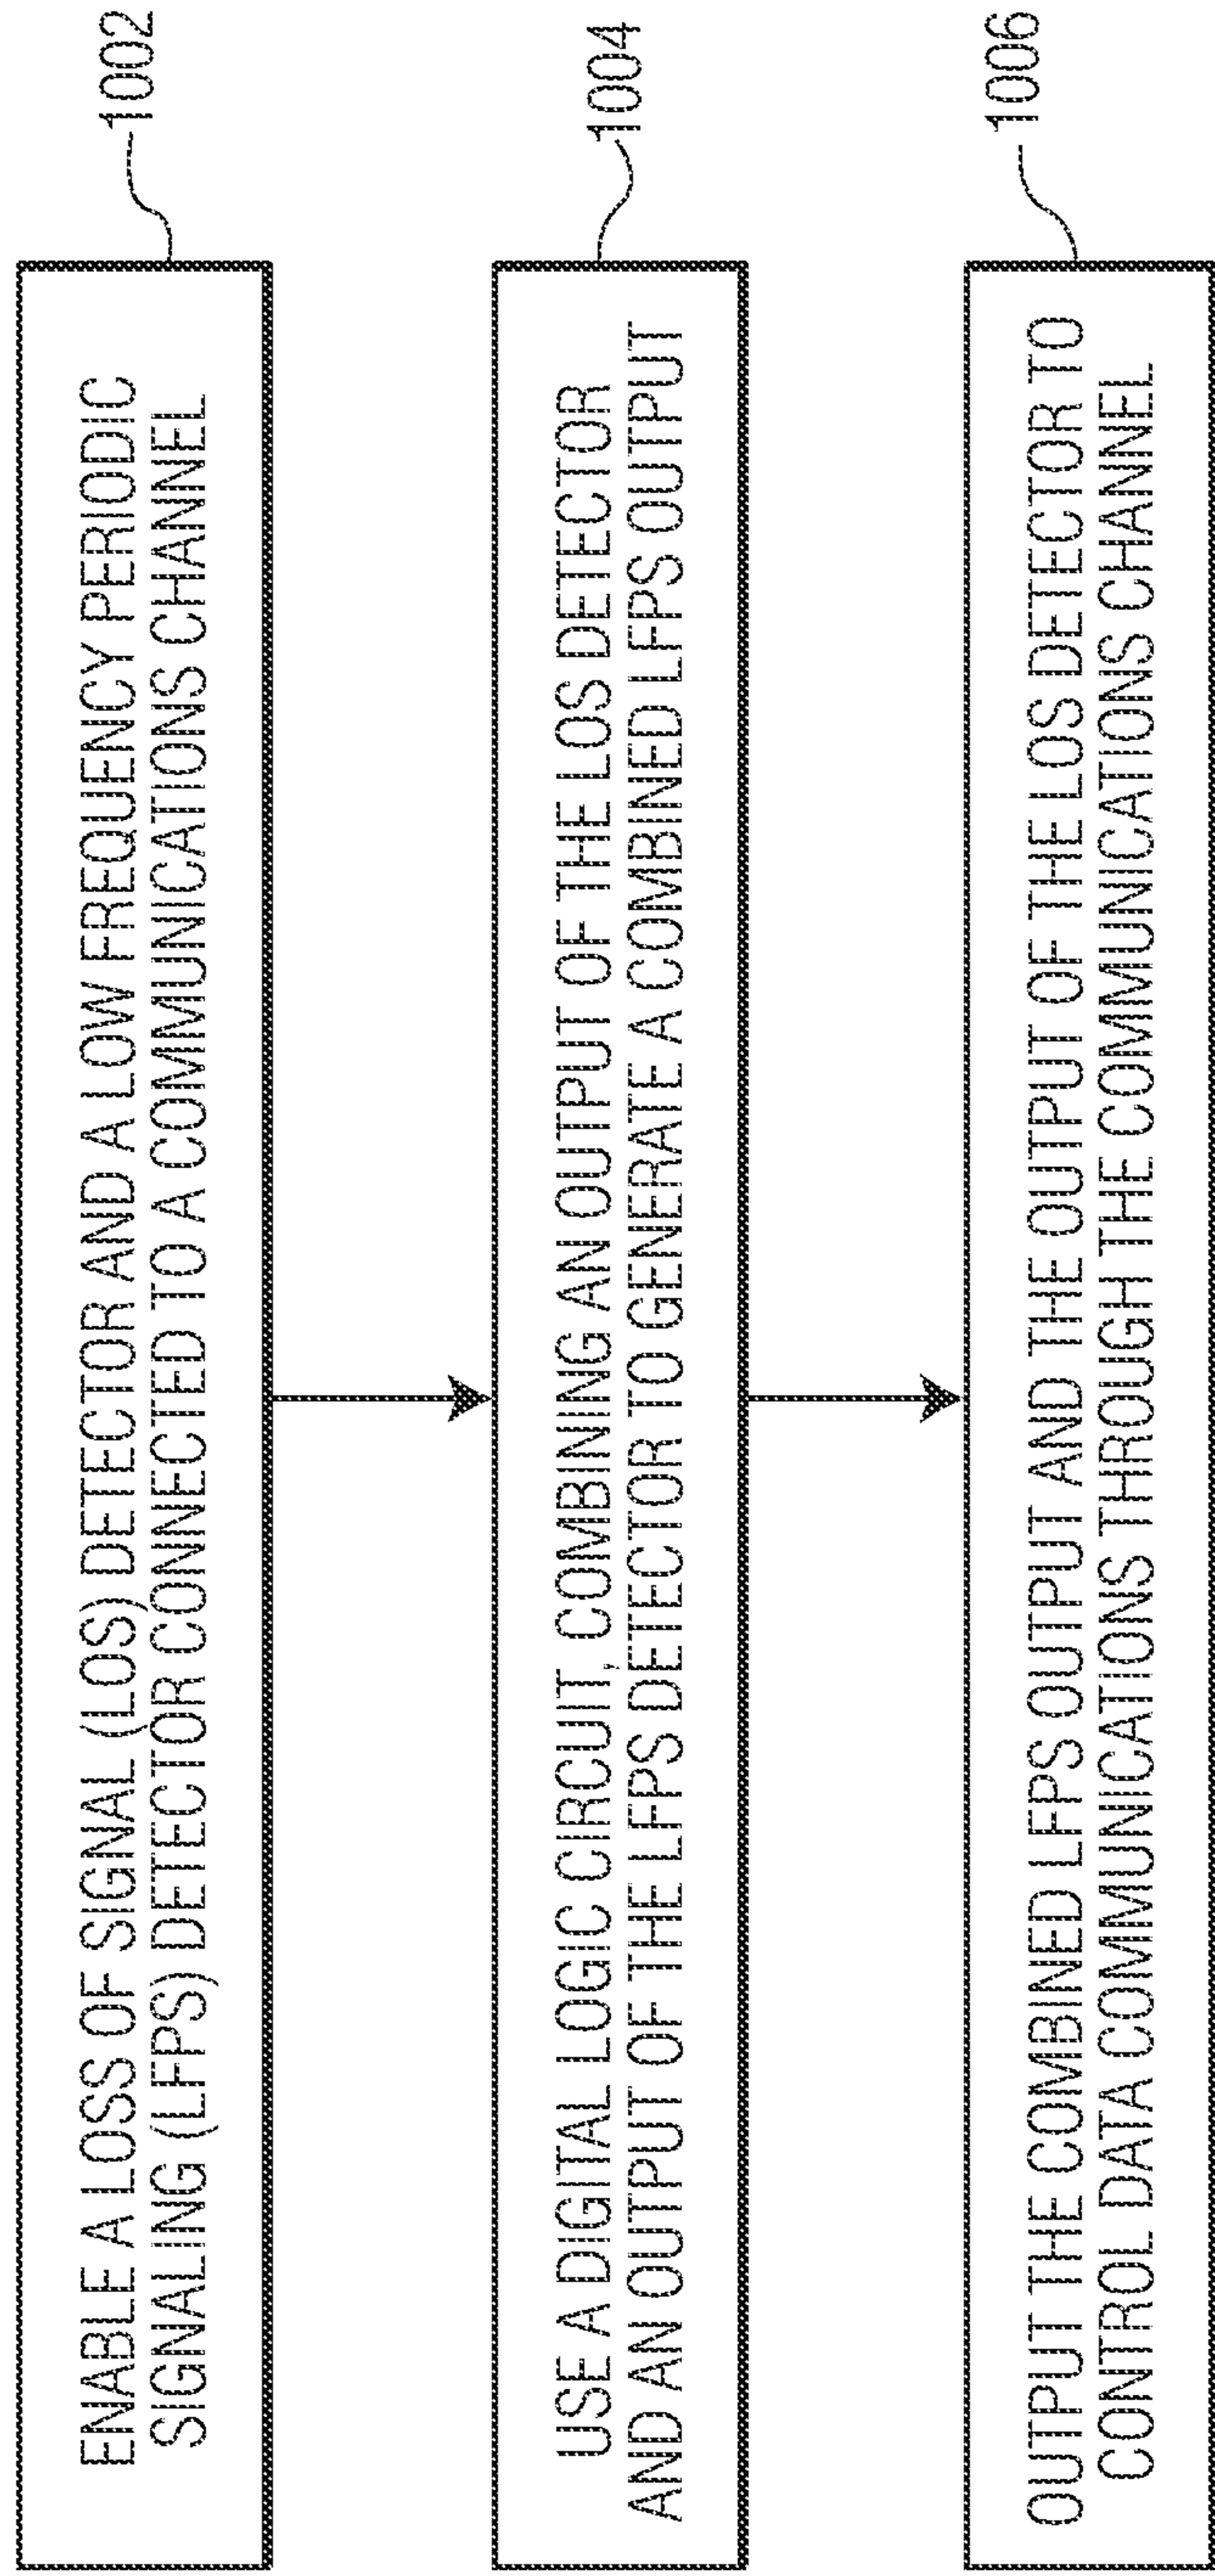 ENABLE A LOSS OF SIGNAL (LOS) DETECTOR AND A LOW FREQUENCY PERIODIC
SIGNALING (LFPS) DETECTOR CONNECTED TO A COMMUNICATIONS CHANNEL
1002
USE A DIGITAL LOGIC CIRCUIT, COMBINING AN OUTPUT OF THE LOS DETECTOR
AND AN OUTPUT OF THE LFPS DETECTOR TO GENERATE A COMBINED LFPS OUTPUT
1004
OUTPUT THE COMBINED LFPS OUTPUT AND THE OUTPUT OF THE LOS DETECTOR TO
CONTROL DATA COMMUNICATIONS THROUGH THE COMMUNICATIONS CHANNEL
1006